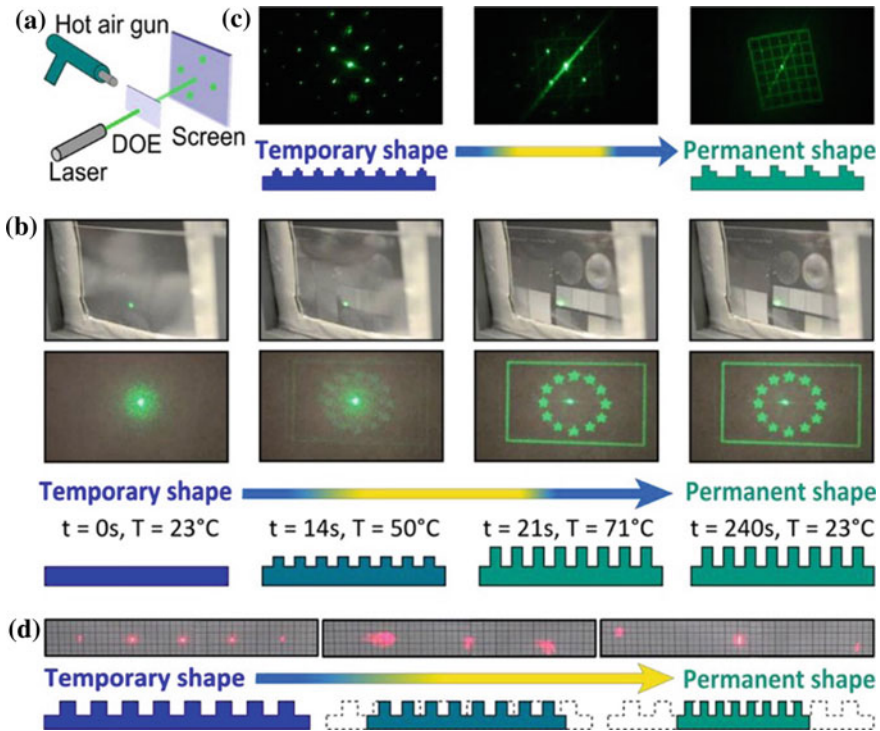 (a)
Hot air gun
DOE
Screen
Laser
(c)
Temporary shape
Permanent shape
(b)
Temporary shape
Permanent shape
t = 0s, T = 23°C
t = 14s, T = 50°C
t = 21s, T = 71°C
t = 240s, T = 23°C
(d)
Temporary shape
Permanent shape